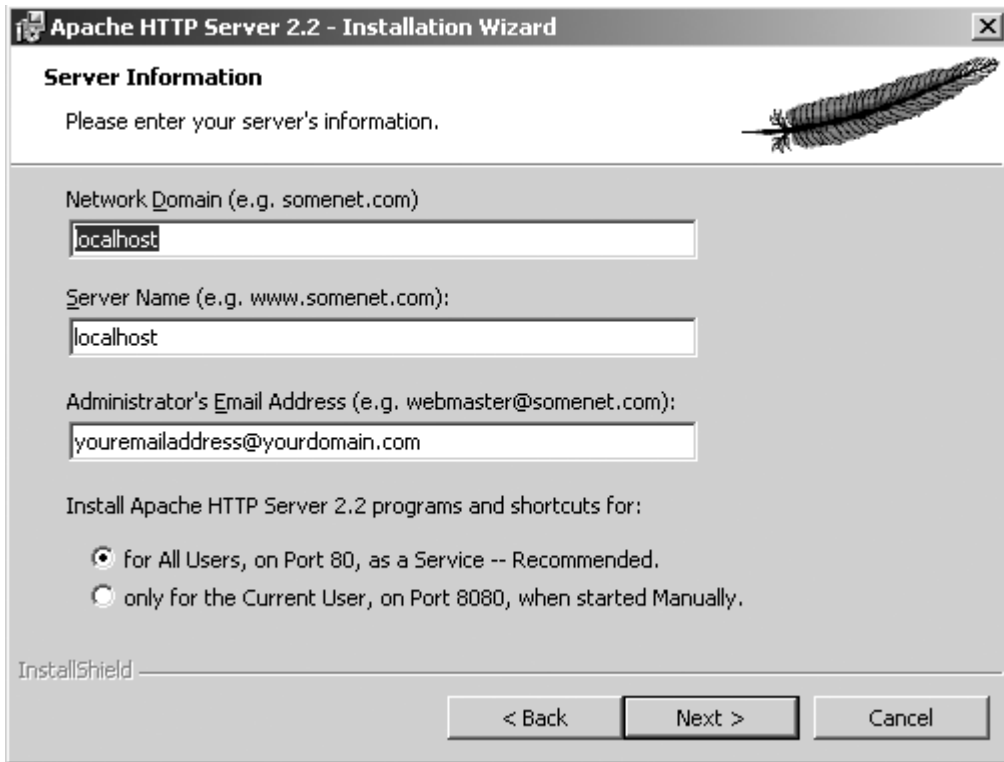 Apache HTTP Server 2.2 - Installation Wizard
Server Information
Please enter your server's information.
Network Domain (e.g. somenet.com)
localhost
Server Name (e.g. www.somenet.com):
localhost
Administrator's Email Address (e.g. webmaster@somenet.com):
youremailaddress@yourdomain.com
Install Apache HTTP Server 2.2 programs and shortcuts for:
for All Users, on Port 80, as a Service -- Recommended.
only for the Current User, on Port 8080, when started Manually.
InstallShield
< Back Next > Cancel